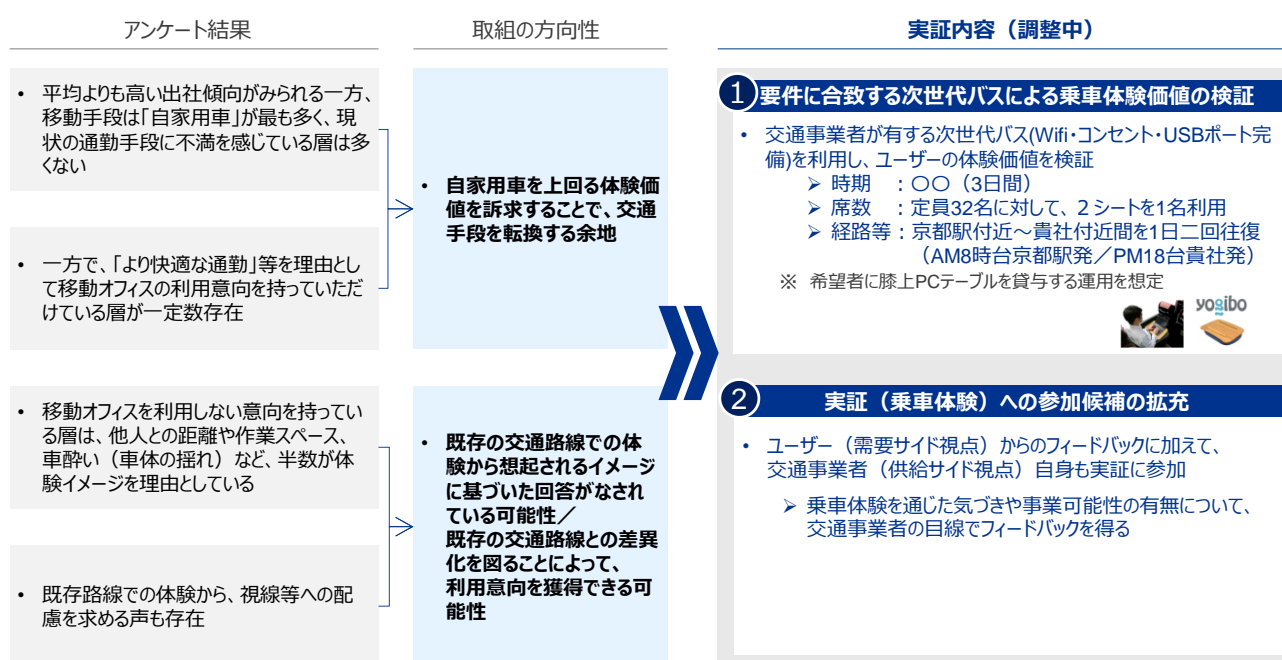 アンケート結果
取組の方向性
実証内容（調整中）
• 平均よりも高い出社傾向がみられる一方、
移動手段は「自家用車」が最も多く、現
状の通勤手段に不満を感じている層は多
くない
• 一方で、「より快適な通勤」等を理由とし
て移動オフィスの利用意向を持っていただ
けている層が一定数存在
• 自家用車を上回る体験価
値を訴求することで、交通
手段を転換する余地
• 移動オフィスを利用しない意向を持ってい
る層は、他人との距離や作業スペース、
車酔い（車体の揺れ）など、半数が体
験イメージを理由としている
• 既存路線での体験から、視線等への配
慮を求める声も存在
• 既存の交通路線での体
験から想起されるイメージ
に基づいた回答がなされ
ている可能性／
既存の交通路線との差異
化を図ることによって、
利用意向を獲得できる可
能性
1 要件に合致する次世代バスによる乗車体験価値の検証
• 交通事業者が有する次世代バス(Wifi・コンセント・USBポート完
備)を利用し、ユーザーの体験価値を検証
➢ 時期　：〇〇（3日間）
➢ 席数　：定員32名に対して、２シートを1名利用
➢ 経路等：京都駅付近～貴社付近間を1日二回往復
（AM8時台京都駅発／PM18台貴社発）
※ 希望者に膝上PCテーブルを貸与する運用を想定
yogibo
2 実証（乗車体験）への参加候補の拡充
• ユーザー（需要サイド視点）からのフィードバックに加えて、
交通事業者（供給サイド視点）自身も実証に参加
➢ 乗車体験を通じた気づきや事業可能性の有無について、
交通事業者の目線でフィードバックを得る